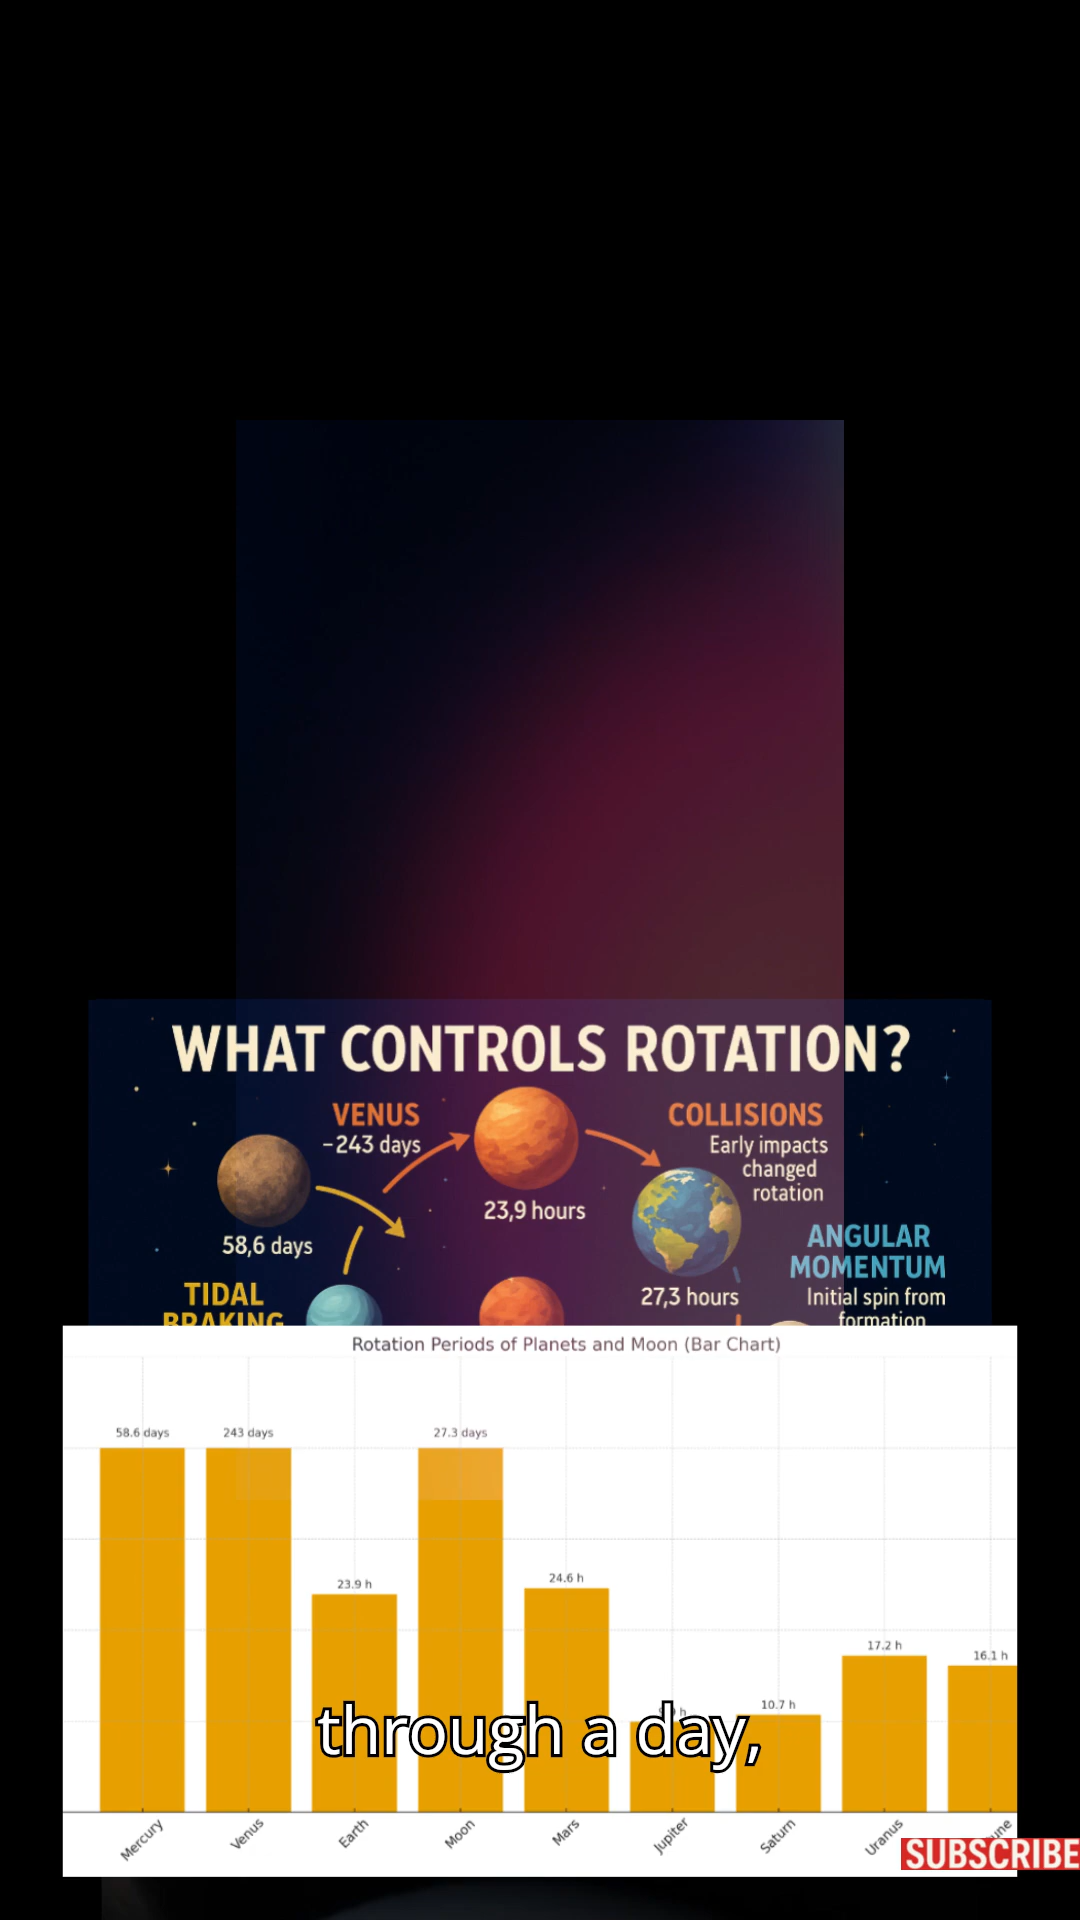 WHAT CONTROLS ROTATION?
VENUS
-243 days
COLLISIONS
Early impacts
changed
rotation
23,9 hours
58,6 days
ANGULAR
MOMENTUM
Initial spin from
formation
27,3 hours
TIDAL
BRAKING
Rotation Periods of Planets and Moon (Bar Chart)
58.6 days
243 days
23.9 h
27.3 days
24.6 h
h
10.7 h
17.2 h
16.1 h
through a day,
Mercury
Venus
Earth
Moon
Mars
Jupiter
Saturn
Uranus
SUBSCRIBE